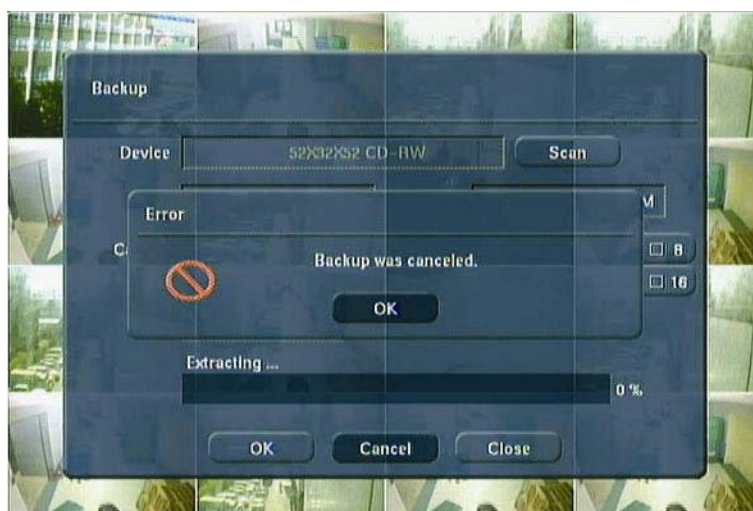 Backup
Device 52X32X52 CD-RW Scan
M
Error
C
Backup was canceled.
8
16
OK
Extracting ...
0 %
OK Cancel Close